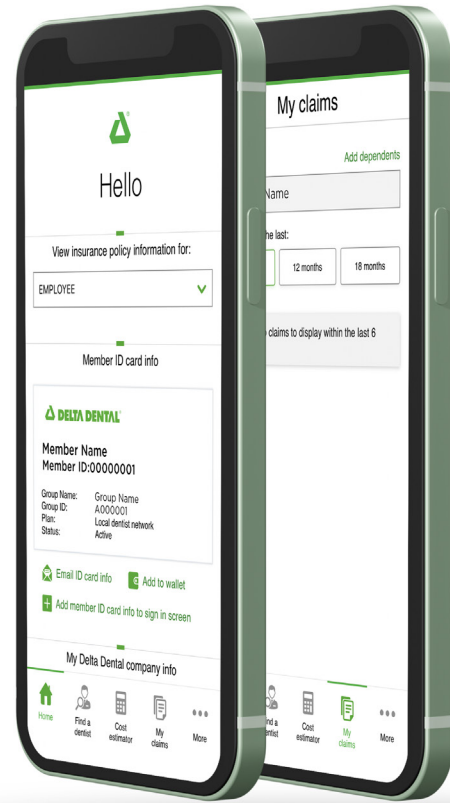 Hello
View insurance policy information for:
EMPLOYEE
Member ID card info
DELTA DENTAL
Member Name
Member ID:00000001
Group Name: Group Name
Group ID: A000001
Plan: Local dentist network
Status: Active
Email ID card info
Add to wallet
Add member ID card info to sign in screen
My Delta Dental company info
Home
Find a dentist
Cost estimator
My claims
More
My claims
Add dependents
Name
he last:
12 months
18 months
claims to display within the last 6
nd a
entist
Cost estimator
My claims
More